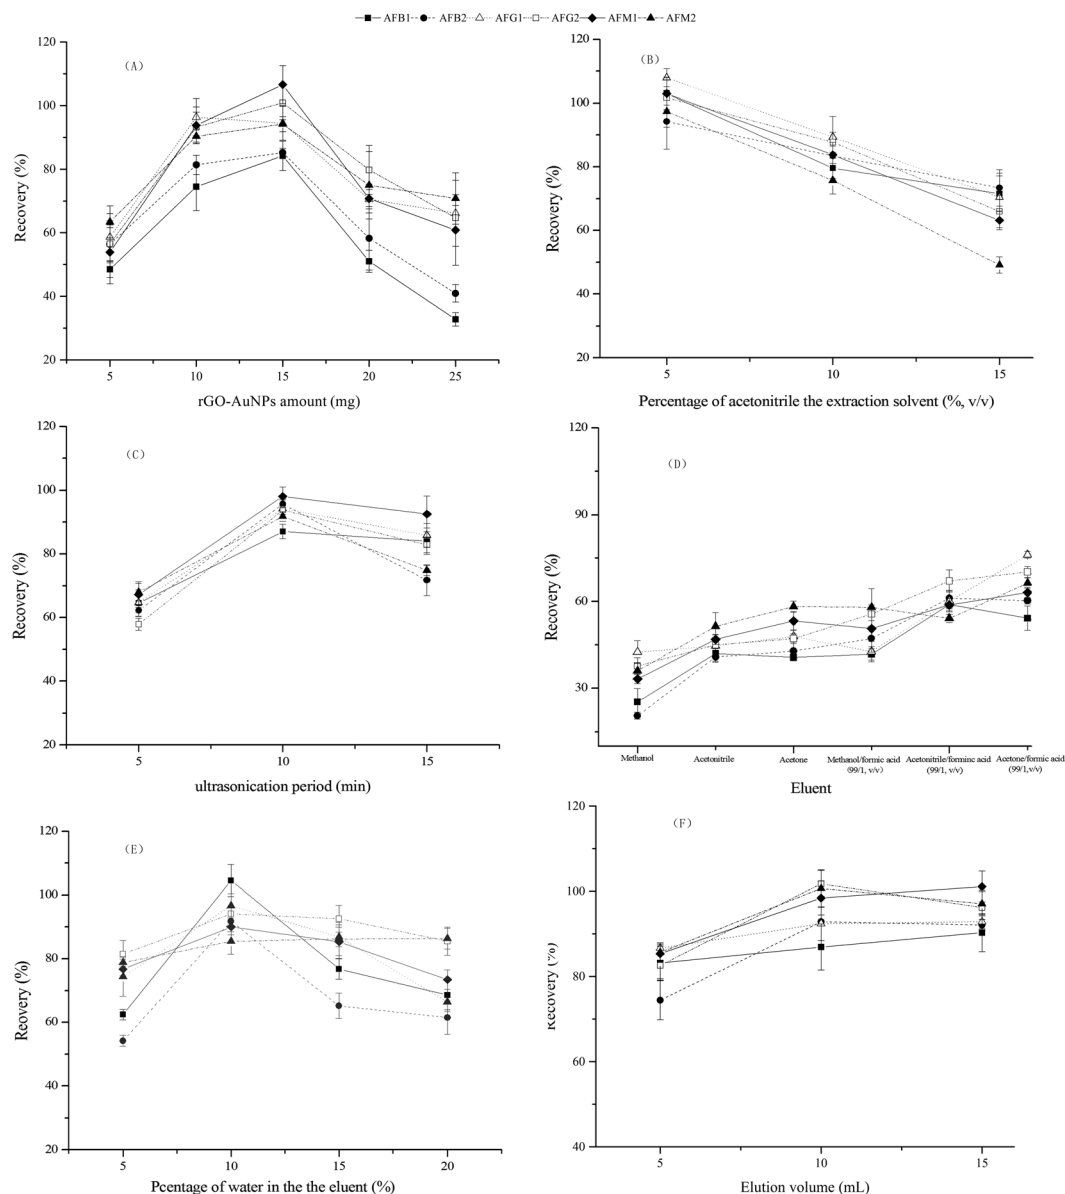 AFB1 AFB2 AFG1 AFG2 AFM1 AFM2
(A)
120
100
80
60
40
20
Recovery (%)
5 10 15 20 25
rGO-AuNPs amount (mg)
(B)
120
100
80
60
40
20
Recovery (%)
5 10 15
Percentage of acetonitrile the extraction solvent (%, v/v)
(C)
120
100
80
60
40
20
Recovery (%)
5 10 15
ultrasonication period (min)
(D)
120
90
60
30
Recovery (%)
Methanol Acetonitrile Acetone Methanol/formic acid Acetonitrile/forminc acid Acetone/formic acid
(99/1, v/v) (99/1, v/v) (99/1,v/v)
Eluent
(E)
120
100
80
60
40
20
Reovery (%)
5 10 15 20
Pcentage of water in the the eluent (%)
(F)
120
100
80
60
40
Recovery (%)
5 10 15
Elution volume (mL)